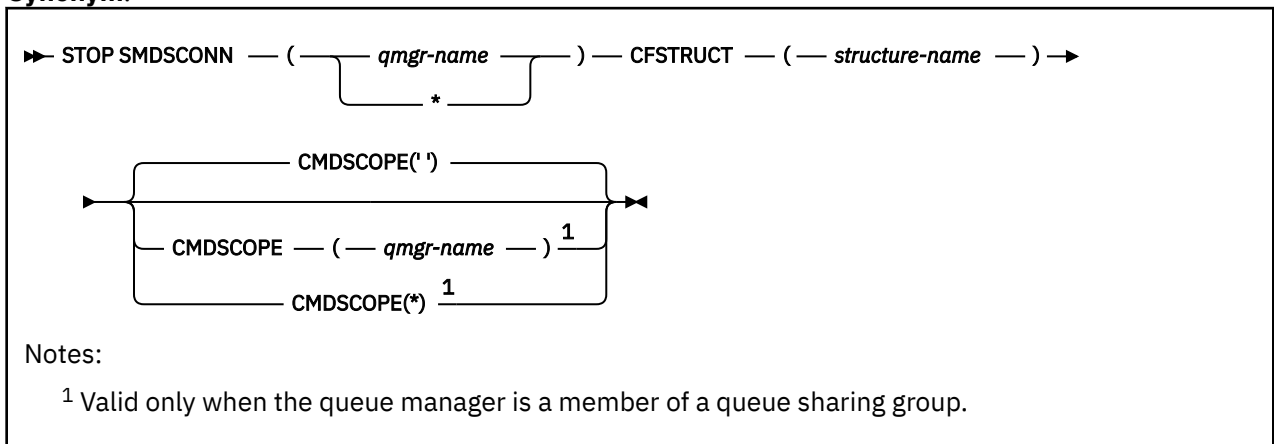 Synonym:
STOP SMDSCONN ( qmgr-name ) CFSTRUCT ( structure-name )
*
CMDSCOPE(' ')
CMDSCOPE ( qmgr-name ) 1
CMDSCOPE(*) 1
Notes:
1 Valid only when the queue manager is a member of a queue sharing group.